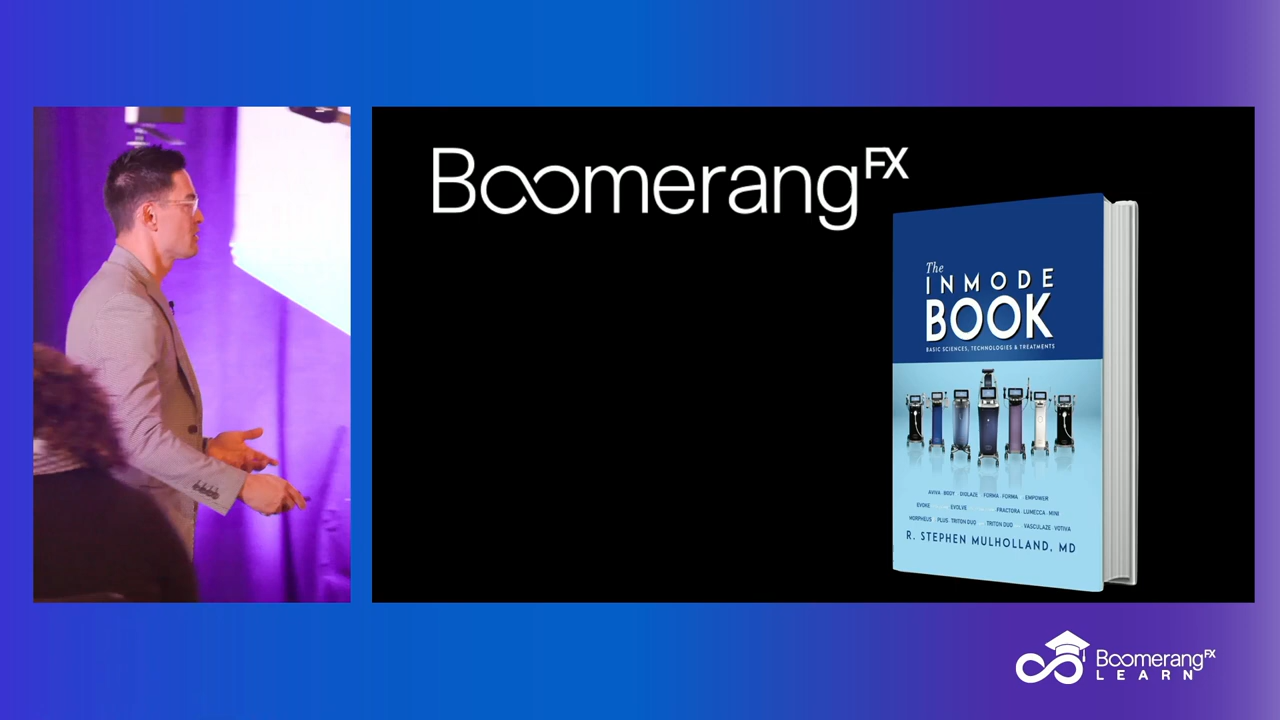 BoomerangFX
The
INMODE
BOOK
BASIC SCIENCES, TECHNOLOGIES & TREATMENTS
AVIVA BODY DIOLAZE FORMA FORMA EMPOWER
EVOKE EVOLVE FRACTORA LUMECCA MINI
MORPHEUS PLUS TRITON DUO TRITON DUO VASCULAZE VOTIVA
R. STEPHEN MULHOLLAND, MD
BoomerangFX
LEARN